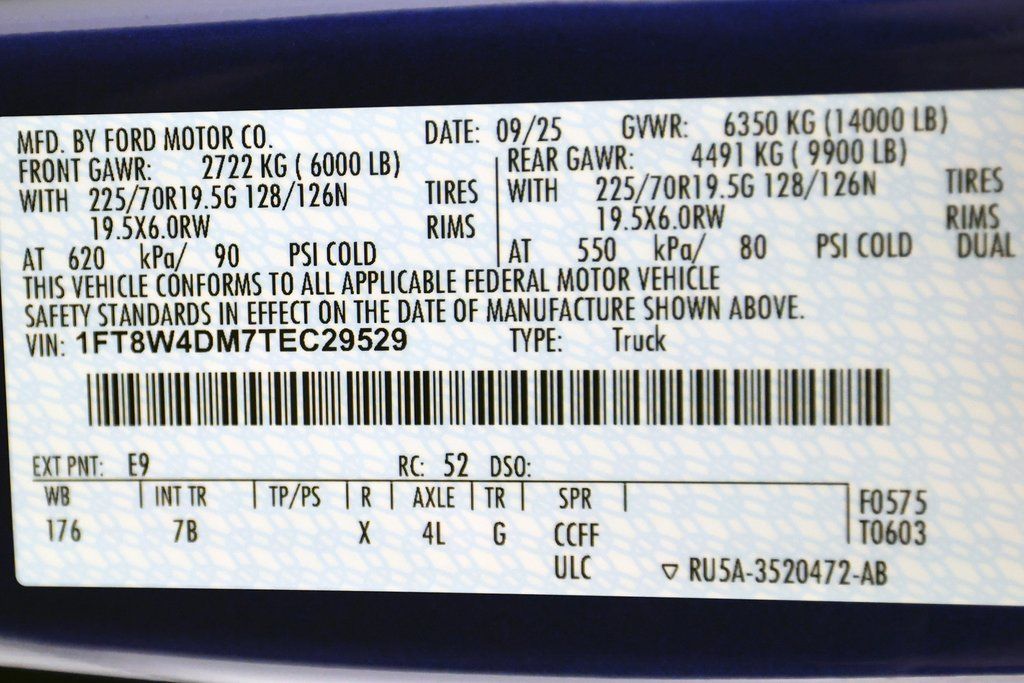 MFD. BY FORD MOTOR CO. DATE: 09/25 GVWR: 6350 KG (14000 LB)
FRONT GAWR: 2722 KG ( 6000 LB) REAR GAWR: 4491 KG ( 9900 LB)
WITH 225/70R19.5G 128/126N TIRES WITH 225/70R19.5G 128/126N TIRES
19.5X6.0RW RIMS 19.5X6.0RW RIMS
AT 620 kPa/ 90 PSI COLD AT 550 kPa/ 80 PSI COLD DUAL
THIS VEHICLE CONFORMS TO ALL APPLICABLE FEDERAL MOTOR VEHICLE
SAFETY STANDARDS IN EFFECT ON THE DATE OF MANUFACTURE SHOWN ABOVE.
VIN: 1FT8W4DM7TEC29529 TYPE: Truck
EXT PNT: E9 RC: 52 DSO:
WB INT TR TP/PS R AXLE TR SPR F0575
176 7B X 4L G CCFF T0603
ULC ▽ RU5A-3520472-AB